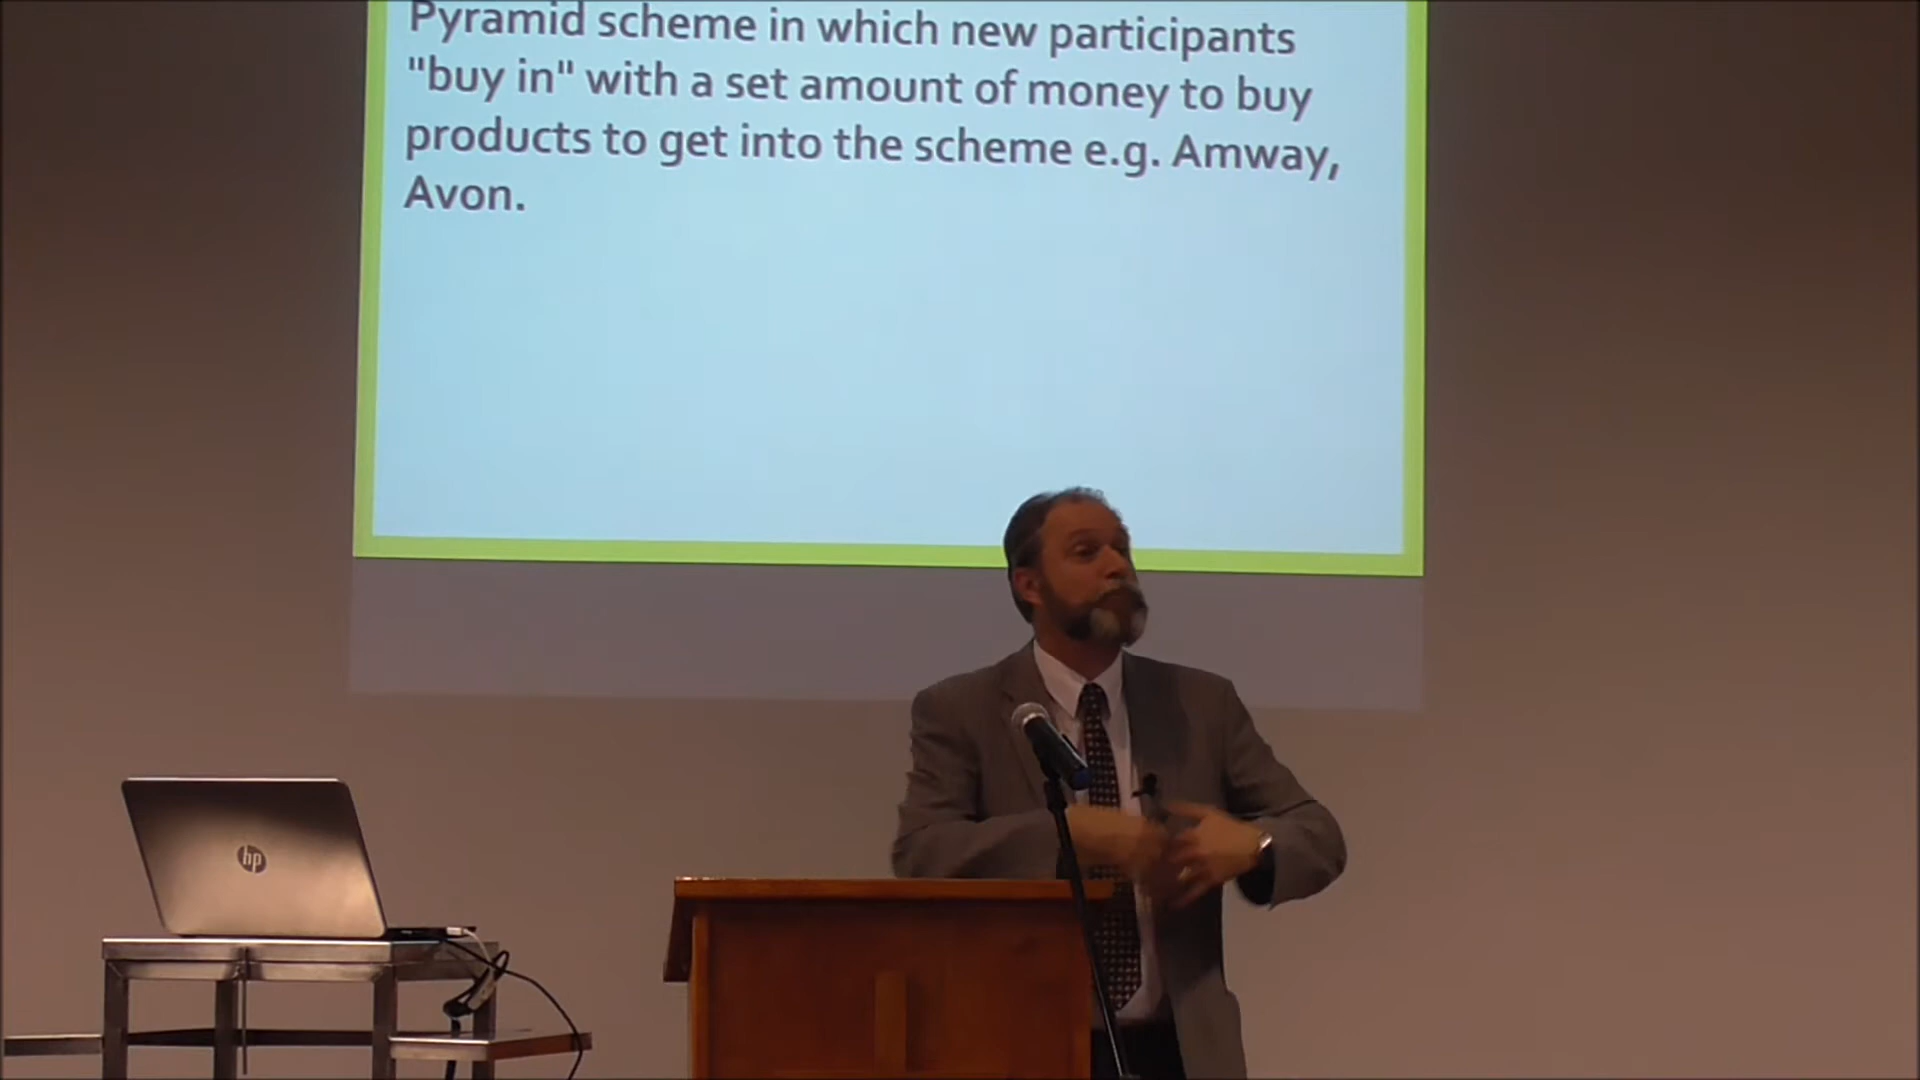 Pyramid scheme in which new participants
"buy in" with a set amount of money to buy
products to get into the scheme e.g. Amway,
Avon.
hp